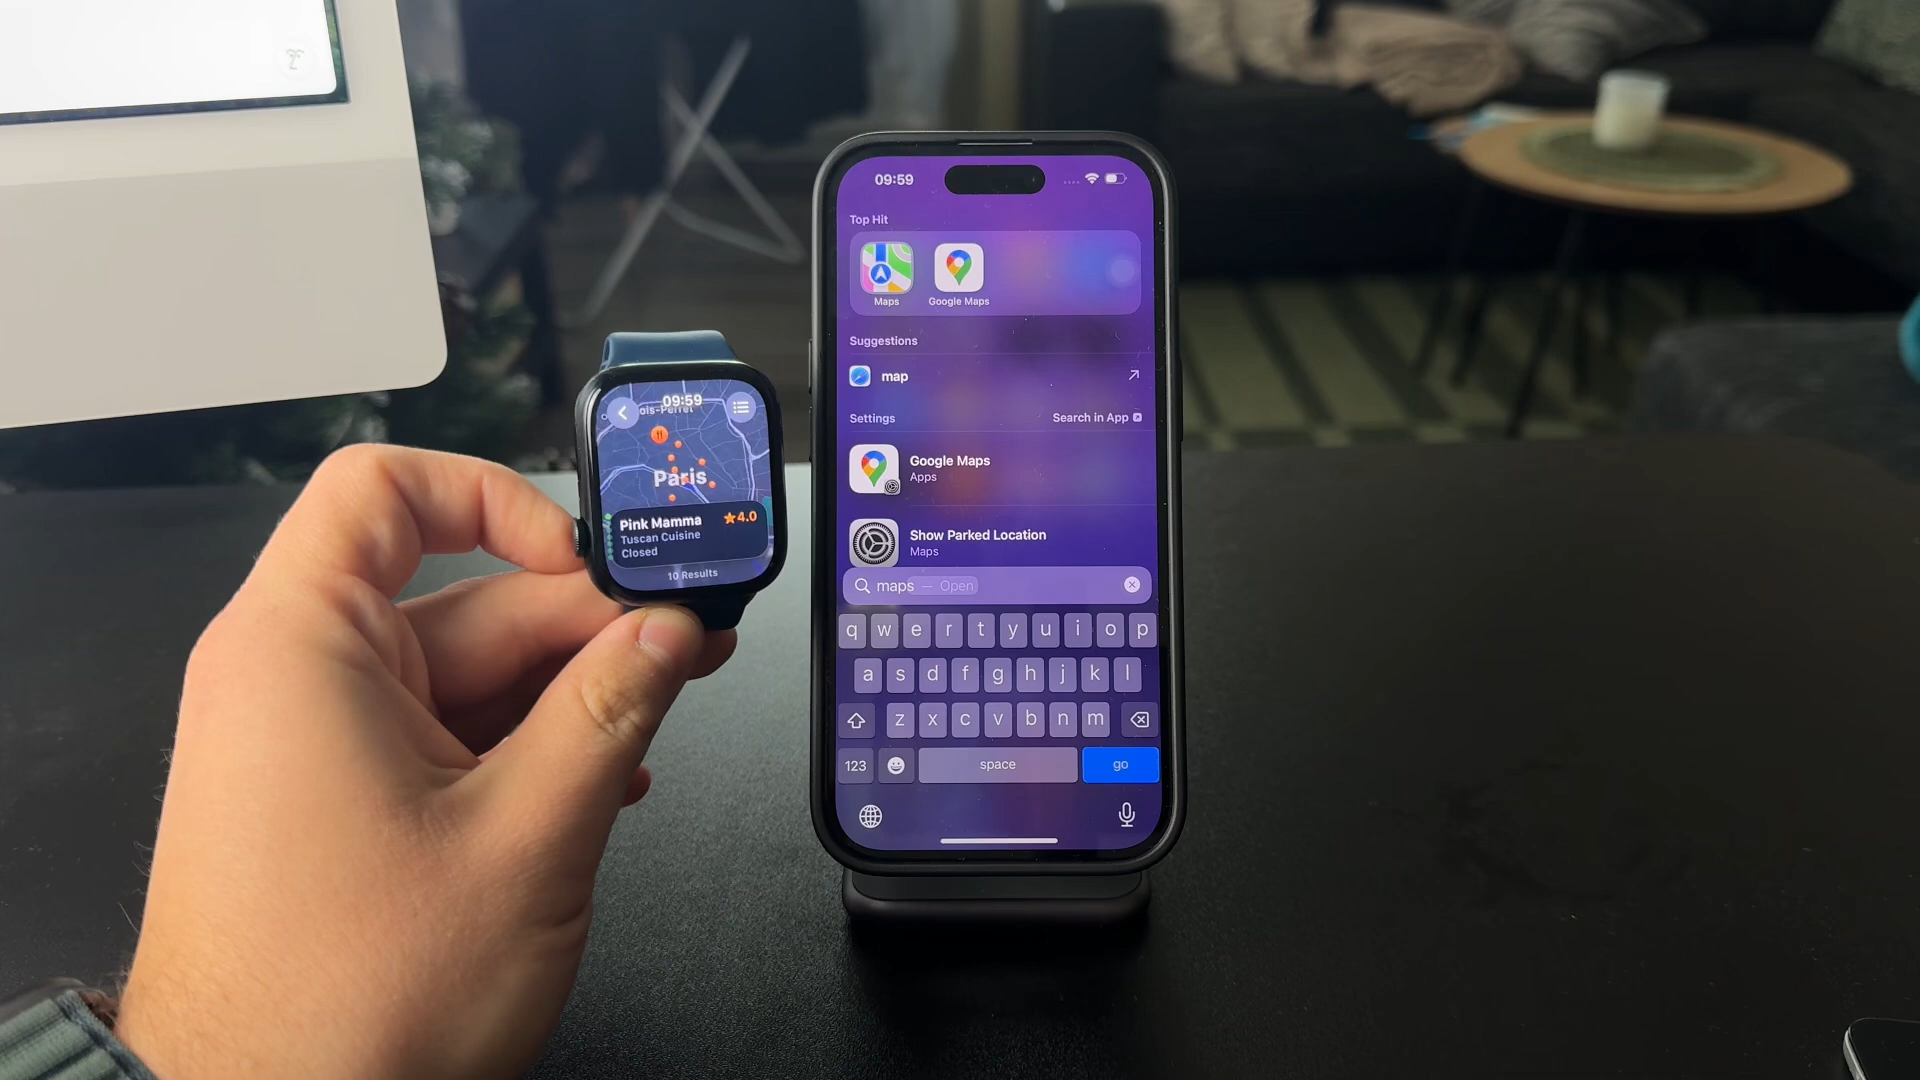 09:59
ois-Perret
Paris
Pink Mamma ★4.0
Tuscan Cuisine
Closed
10 Results
09:59
Top Hit
Maps
Google Maps
Suggestions
map
Settings
Search in App
Google Maps
Apps
Show Parked Location
Maps
maps — Open
q w e r t y u i o p
a s d f g h j k l
z x c v b n m
123
space
go